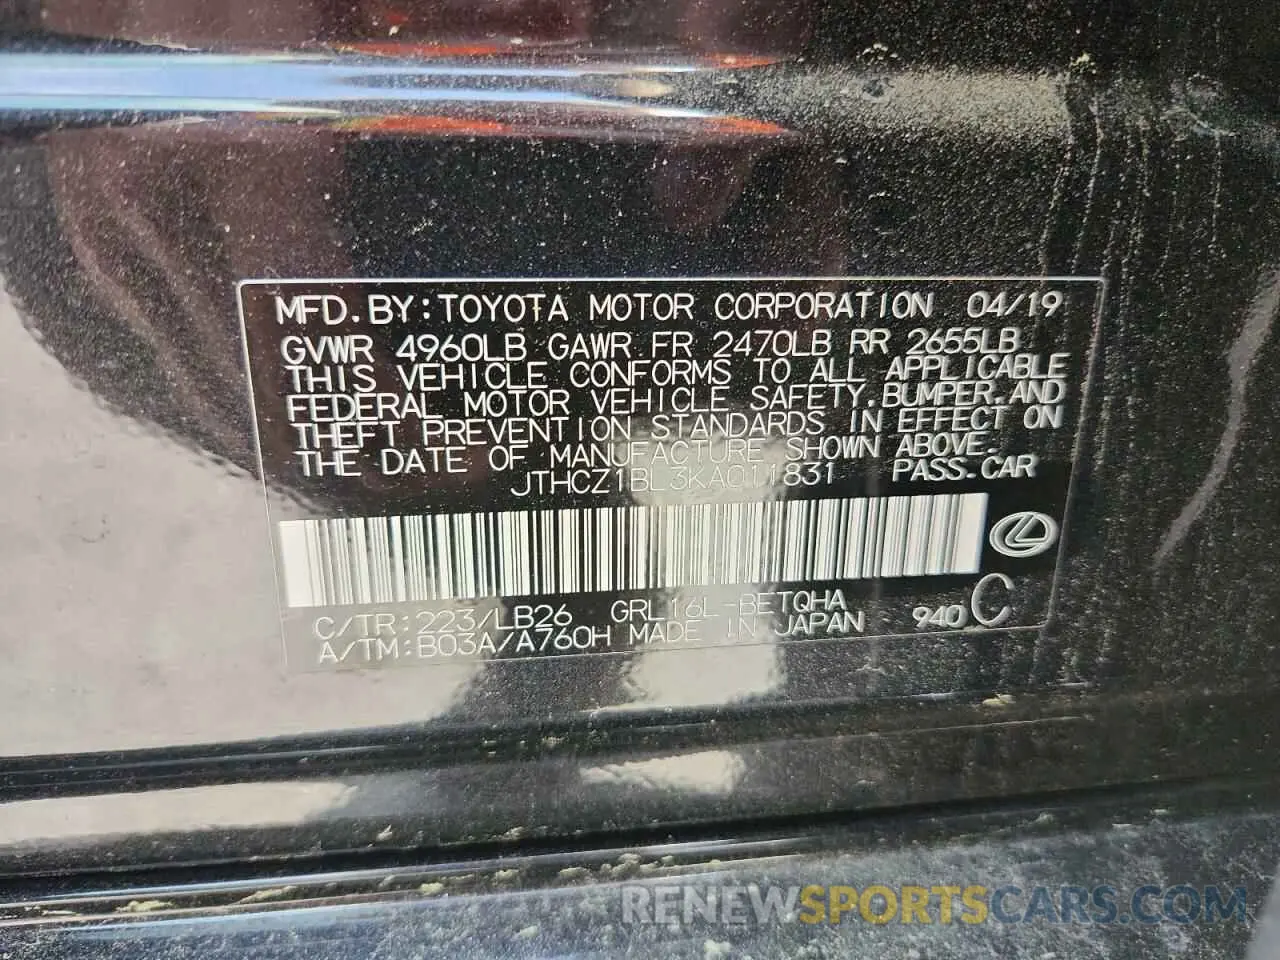 MFD. BY: TOYOTA MOTOR CORPORATION 04/19
GVWR 4960LB GAWR FR 2470LB RR 2655LB
THIS VEHICLE CONFORMS TO ALL APPLICABLE
FEDERAL MOTOR VEHICLE SAFETY, BUMPER, AND
THEFT PREVENTION STANDARDS IN EFFECT ON
THE DATE OF MANUFACTURE SHOWN ABOVE.
JTHCZ1BL3KA011831 PASS. CAR
C/TR: 223/LB26 GRL16L-BETQHA
A/TM: B03A/A760H MADE IN JAPAN 940 C
RENEWSPORTSCARS.COM